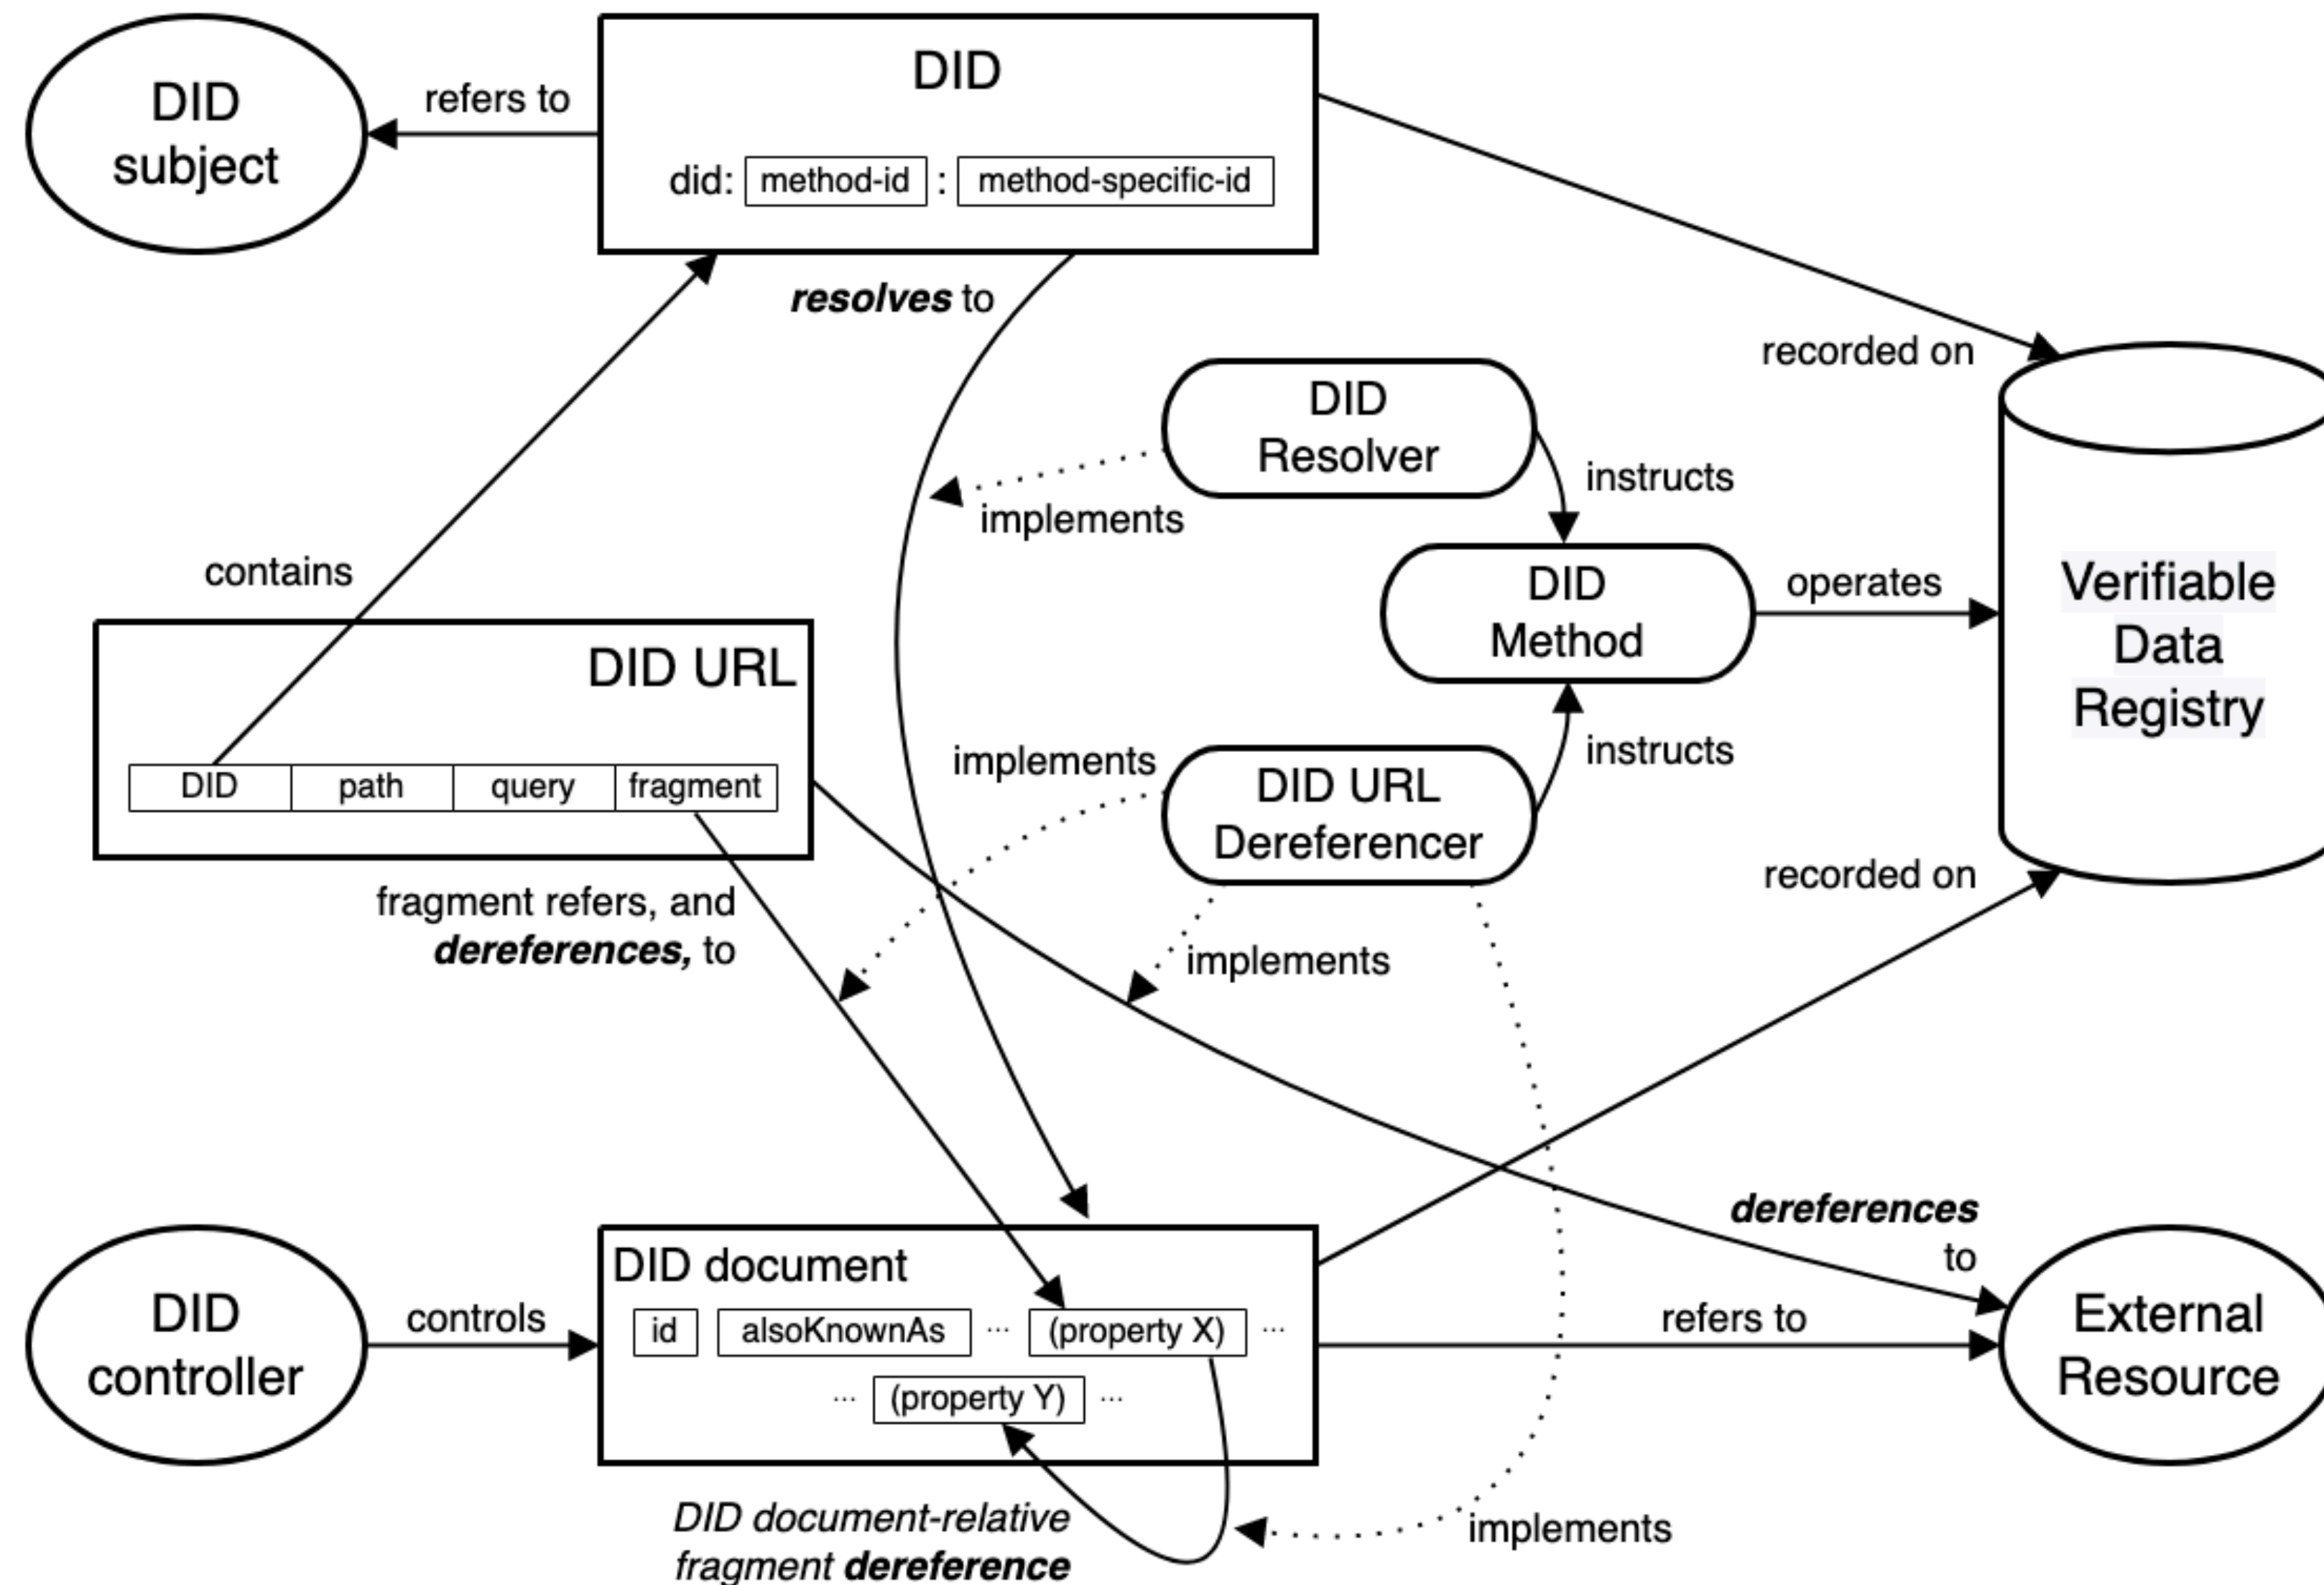 DID
subject
refers to
DID
did: method-id : method-specific-id
resolves to
recorded on
DID
Resolver
instructs
implements
contains
DID
Method
operates
Verifiable
Data
Registry
DID URL
DID path query fragment
implements
DID URL
Dereferencer
instructs
recorded on
fragment refers, and
dereferences, to
implements
dereferences
to
DID
controller
controls
DID document
id alsoKnownAs ... (property X) ...
... (property Y) ...
refers to
External
Resource
DID document-relative
fragment dereference
implements